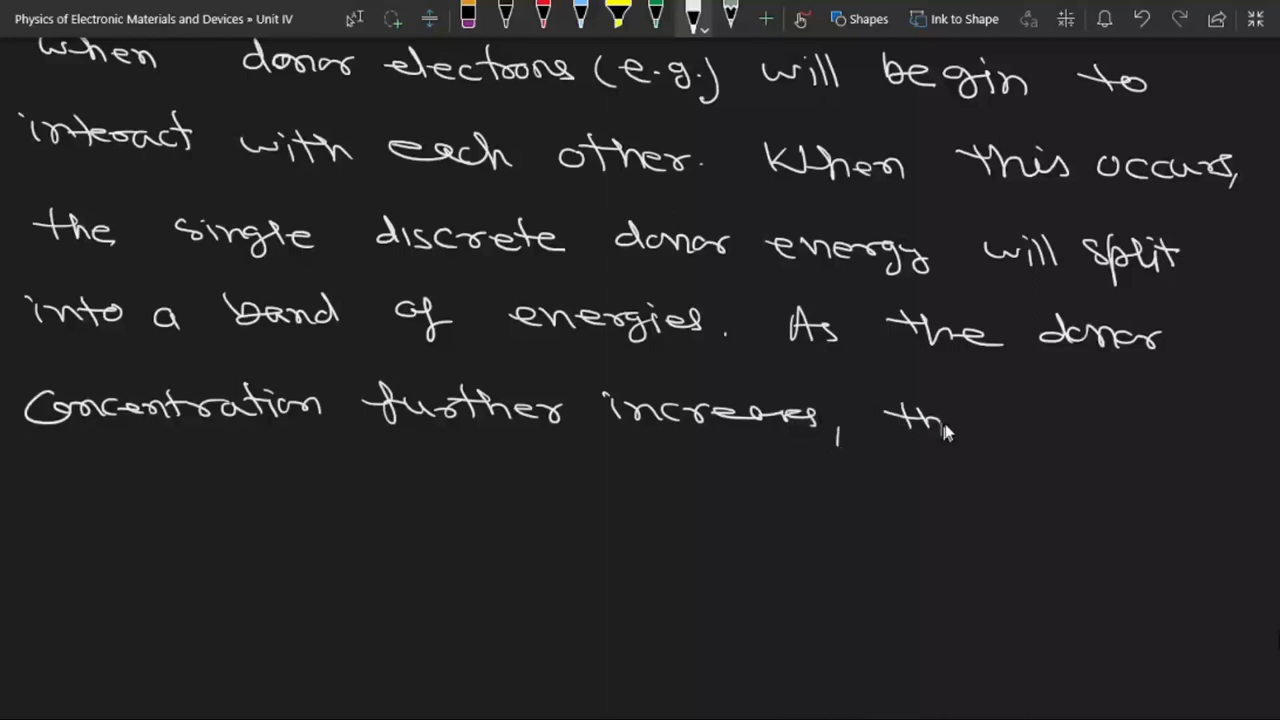 Physics of Electronic Materials and Devices » Unit IV
Shapes
Ink to Shape
when donor electrons (e.g.) will begin to
interact with each other. When this occurs,
the single discrete donor energy will split
into a band of energies. As the donor
Concentration further increases, th